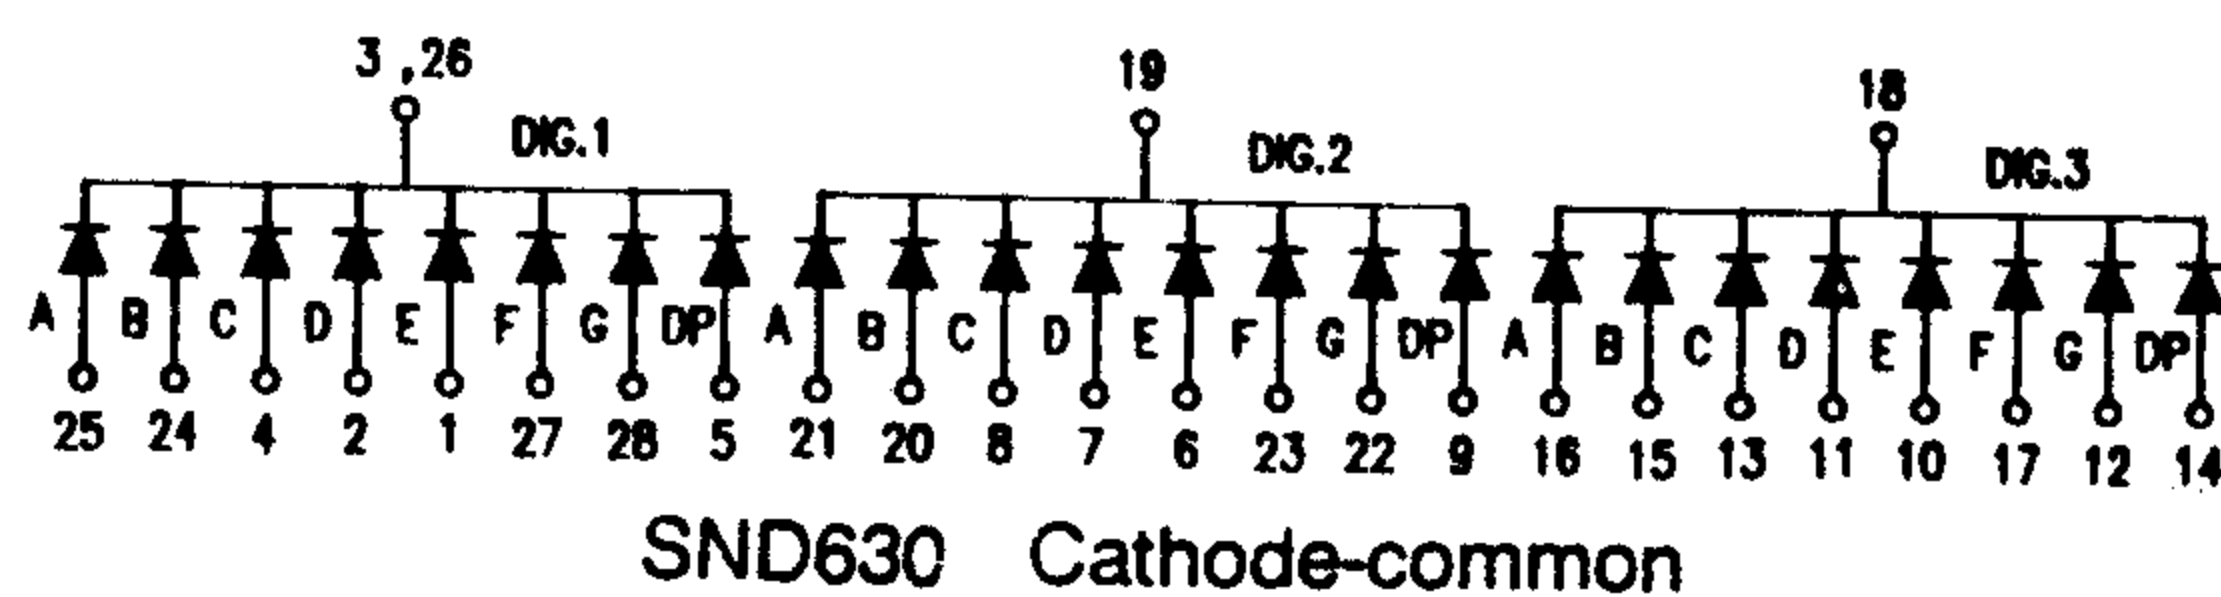 3 ,26 19 18
DIG.1 DIG.2 DIG.3
A B C D E F G DP A B C D E F G DP A B C D E F G DP
25 24 4 2 1 27 28 5 21 20 8 7 6 23 22 9 16 15 13 11 10 17 12 14
SND630 Cathode-common